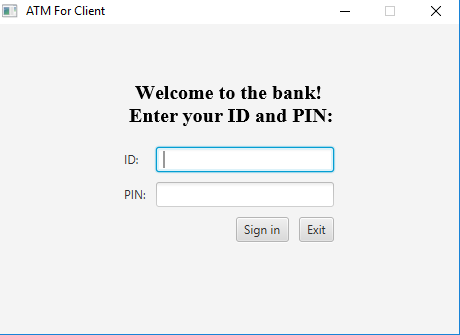 ATM For Client
Welcome to the bank!
Enter your ID and PIN:
ID:
PIN:
Sign in Exit